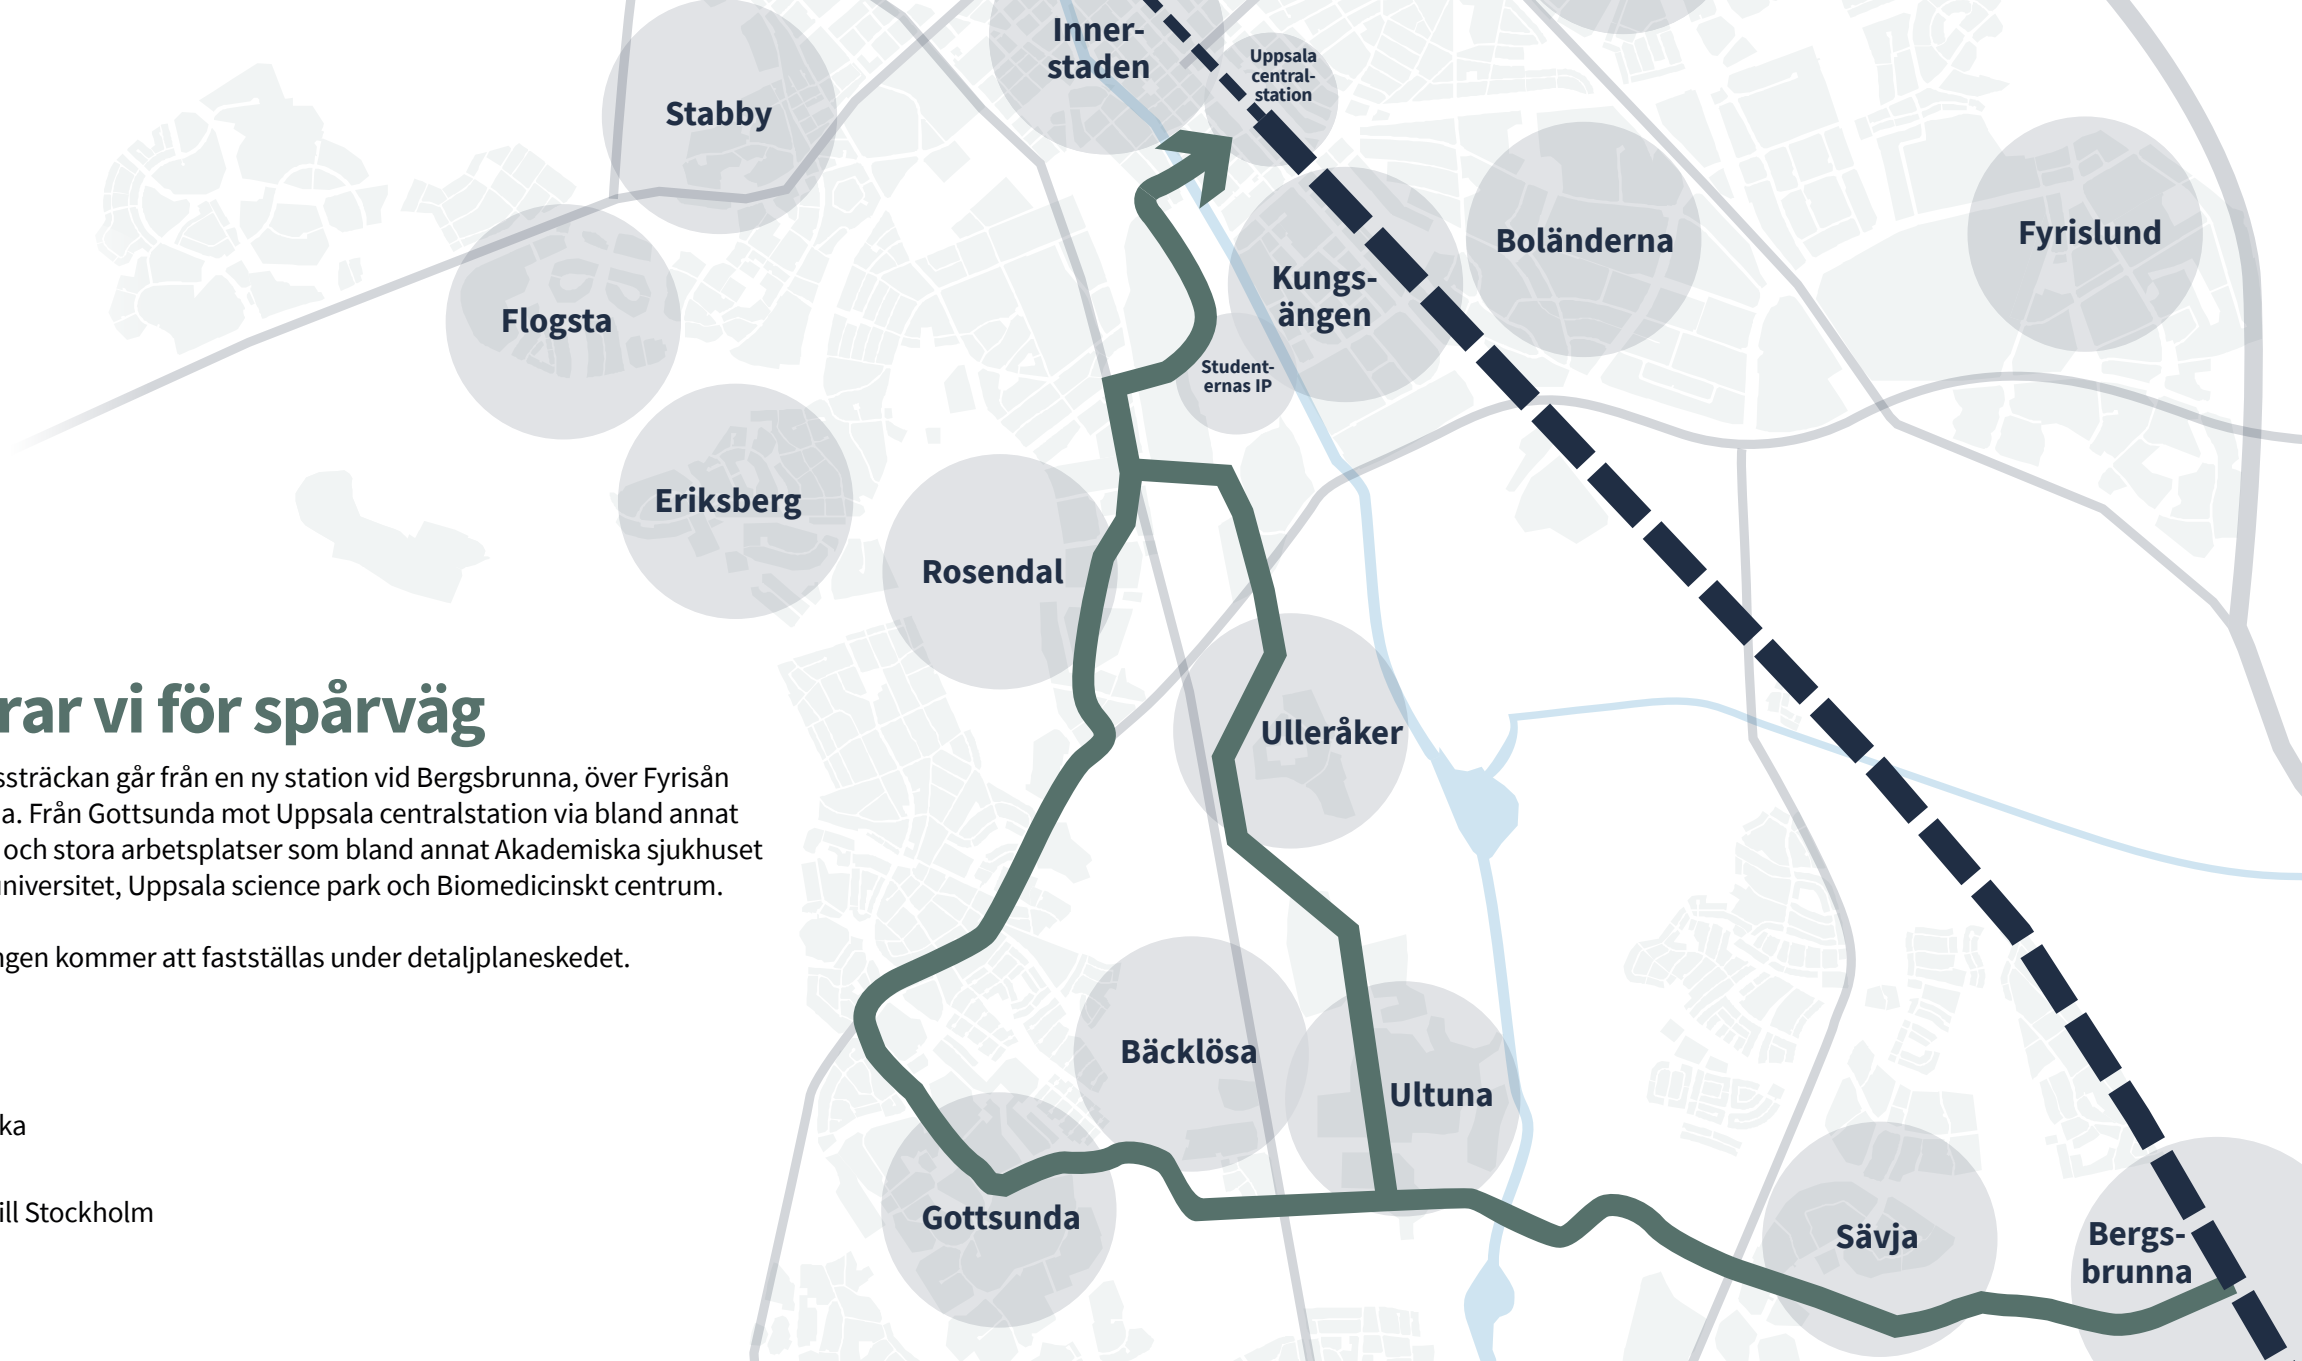 Inner-
staden
Uppsala
central-
station
Stabby
Fyrislund
Boländerna
Kungs-
ängen
Flogsta
Student-
ernas IP
Eriksberg
Rosendal
Ulleråker
rar vi för spårväg
ssträckan går från en ny station vid Bergsbrunna, över Fyrisån
a. Från Gottsunda mot Uppsala centralstation via bland annat
och stora arbetsplatser som bland annat Akademiska sjukhuset
universitet, Uppsala science park och Biomedicinskt centrum.
ngen kommer att fastställas under detaljplaneskedet.
Bäcklösa
Ultuna
ka
ill Stockholm
Gottsunda
Sävja
Bergs-
brunna